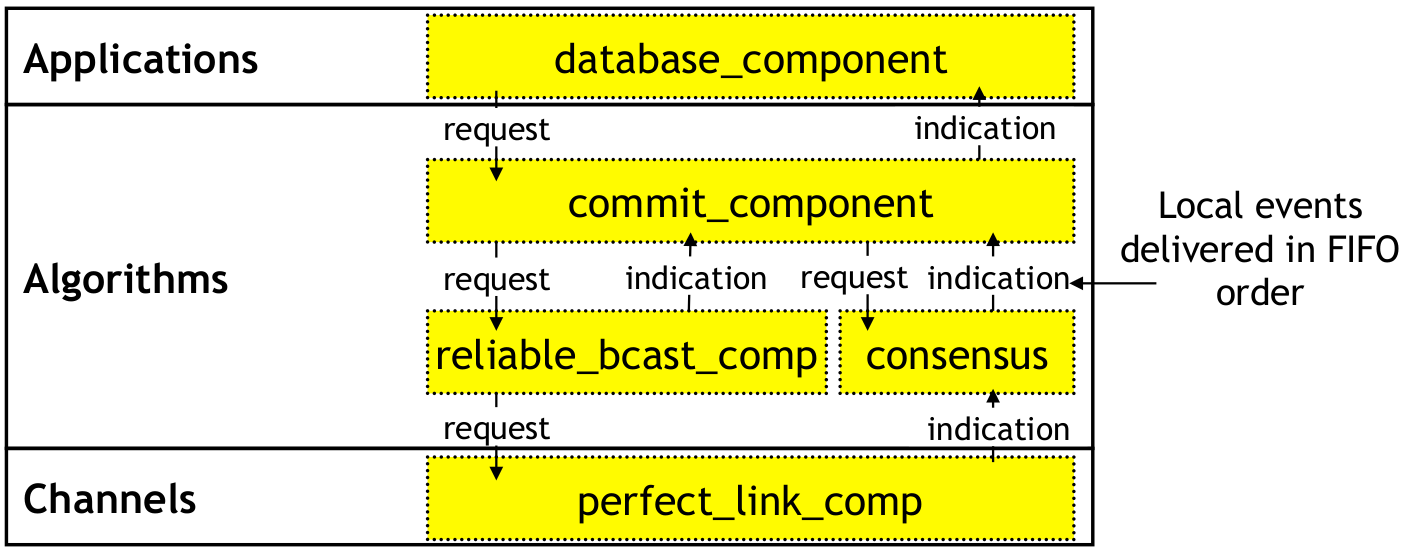 Applications
database_component
request
indication
commit_component
Algorithms
request
indication
request
indication
Local events
delivered in FIFO
order
reliable_bcast_comp
consensus
request
indication
Channels
perfect_link_comp